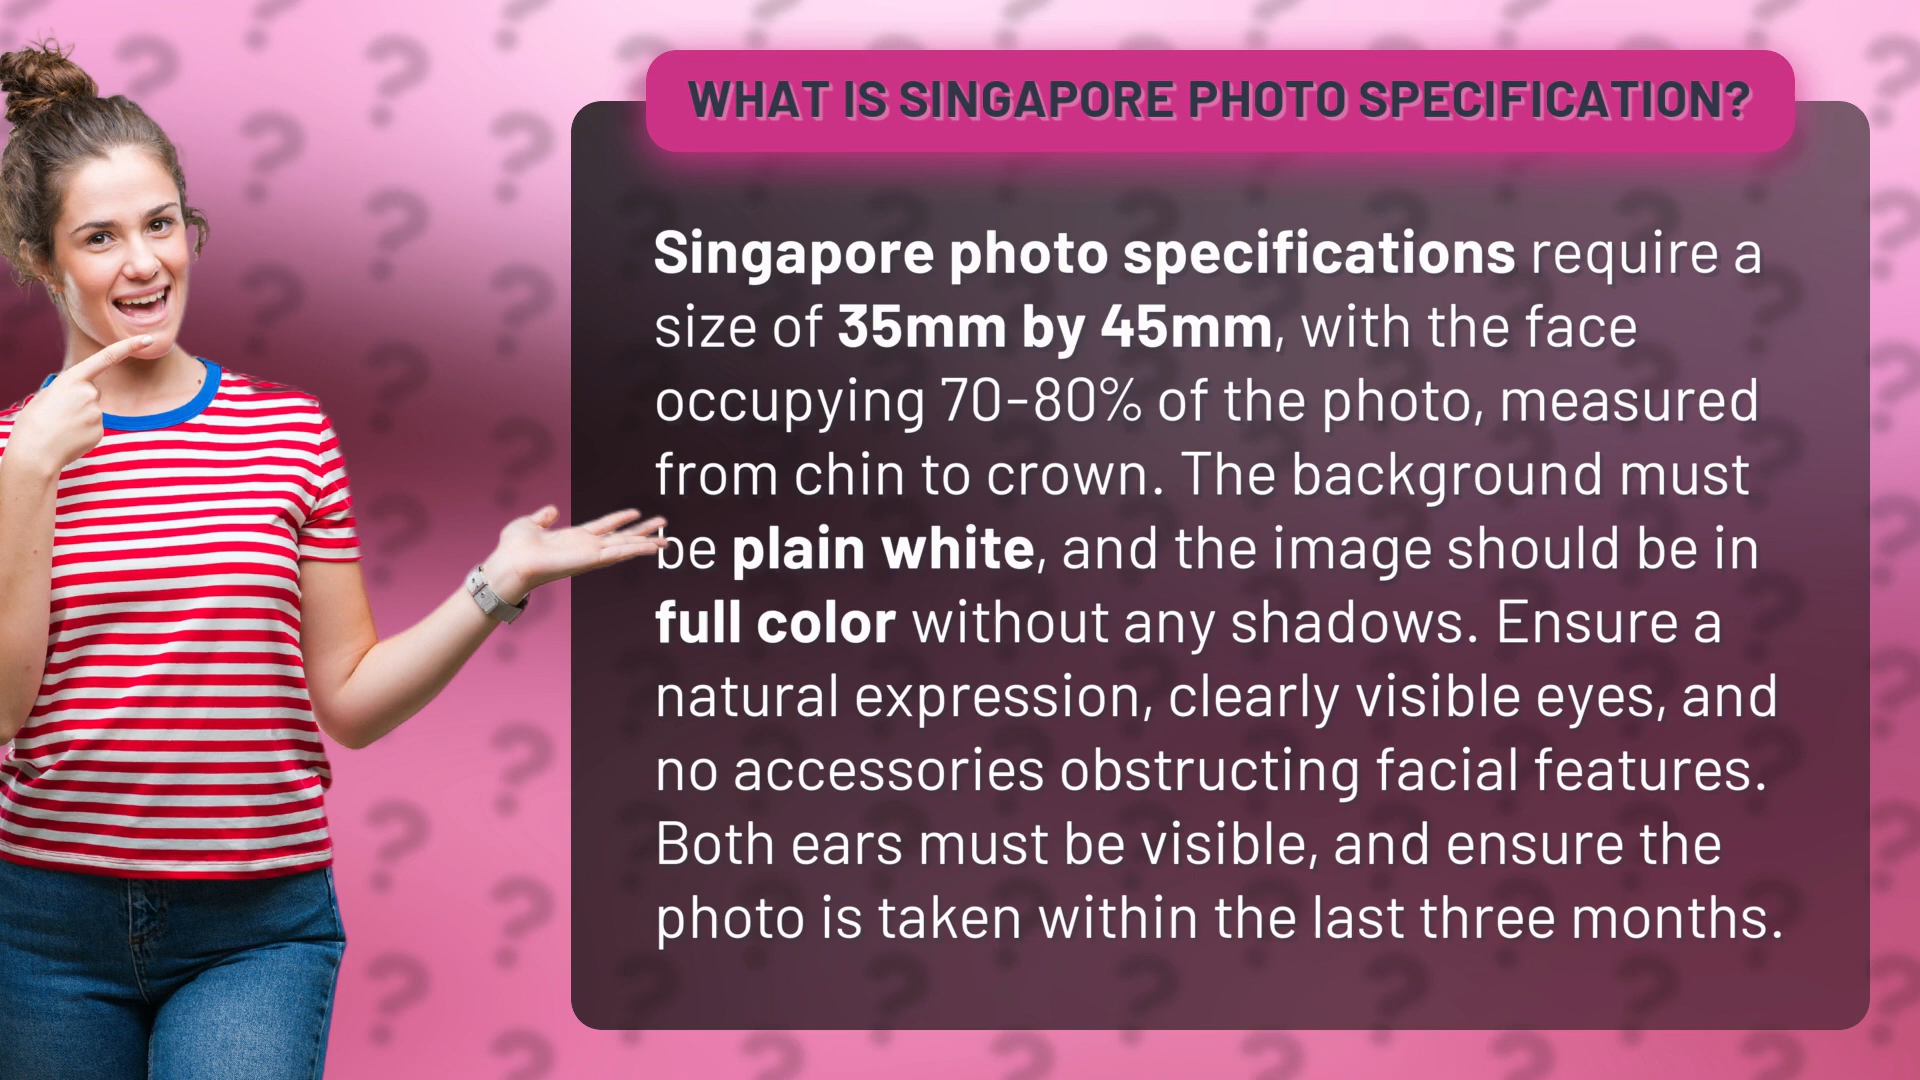 WHAT IS SINGAPORE PHOTO SPECIFICATION?
Singapore photo specifications require a
size of 35mm by 45mm, with the face
occupying 70-80% of the photo, measured
from chin to crown. The background must
be plain white, and the image should be in
full color without any shadows. Ensure a
natural expression, clearly visible eyes, and
no accessories obstructing facial features.
Both ears must be visible, and ensure the
photo is taken within the last three months.